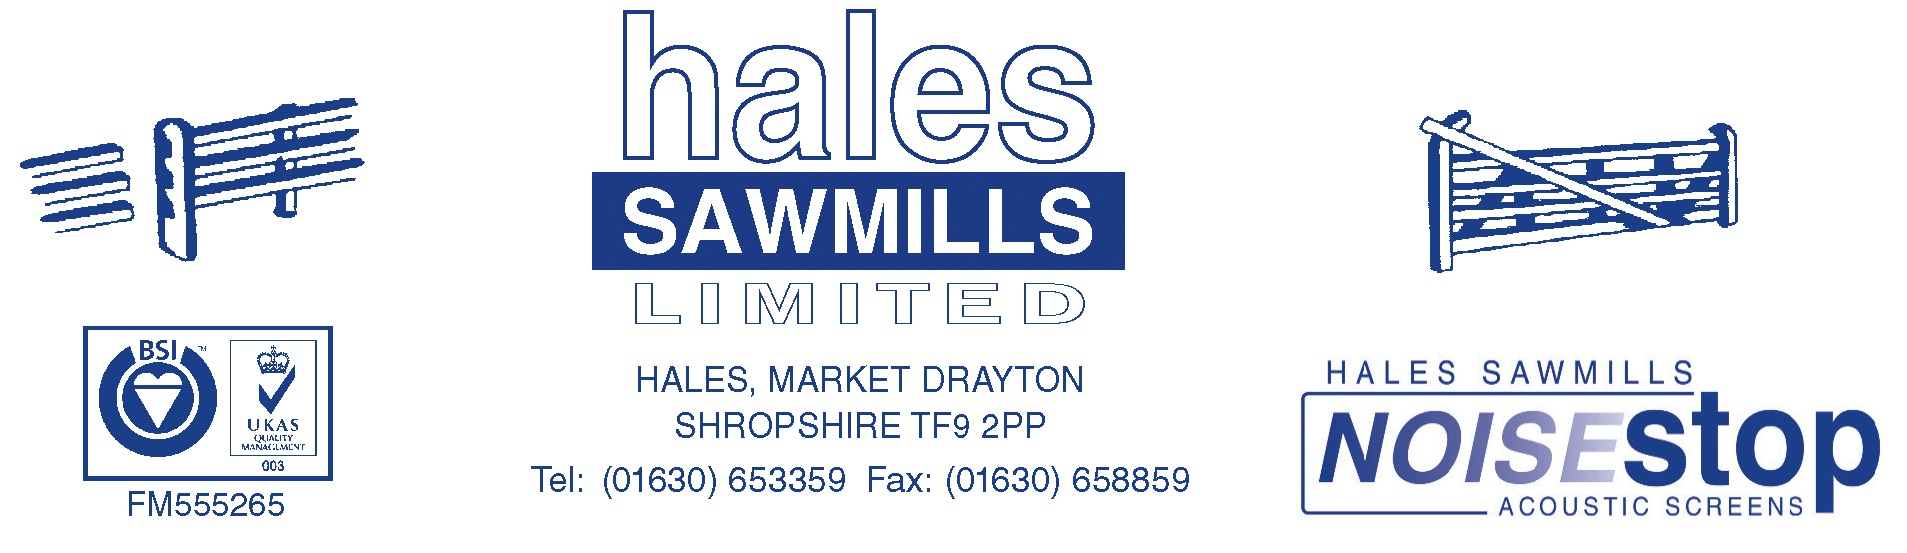 hales
SAWMILLS
LIMITED
HALES, MARKET DRAYTON
SHROPSHIRE TF9 2PP
Tel: (01630) 653359 Fax: (01630) 658859
BSI ™
UKAS
QUALITY
MANAGEMENT
003
FM555265
HALES SAWMILLS
NOISEstop
ACOUSTIC SCREENS